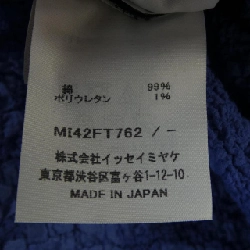 綿 99%
ポリウレタン 1%
MI42FT762 / -
株式会社イッセイミヤケ
東京都渋谷区富ヶ谷1-12-10
MADE IN JAPAN